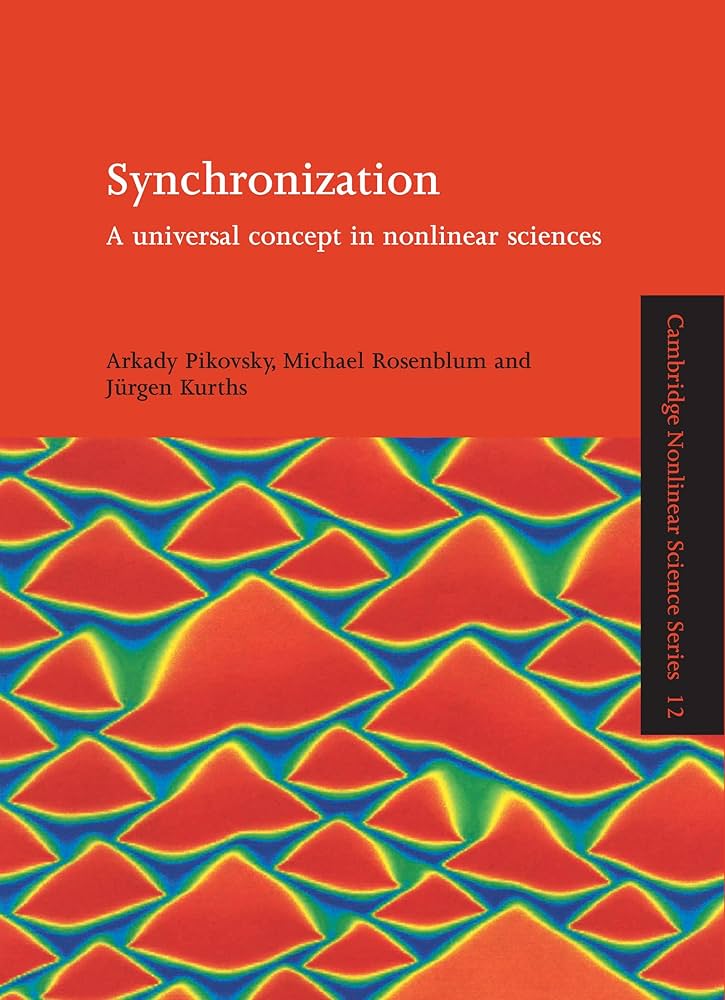 Synchronization
A universal concept in nonlinear sciences
Arkady Pikovsky, Michael Rosenblum and
Jürgen Kurths
Cambridge Nonlinear Science Series 12